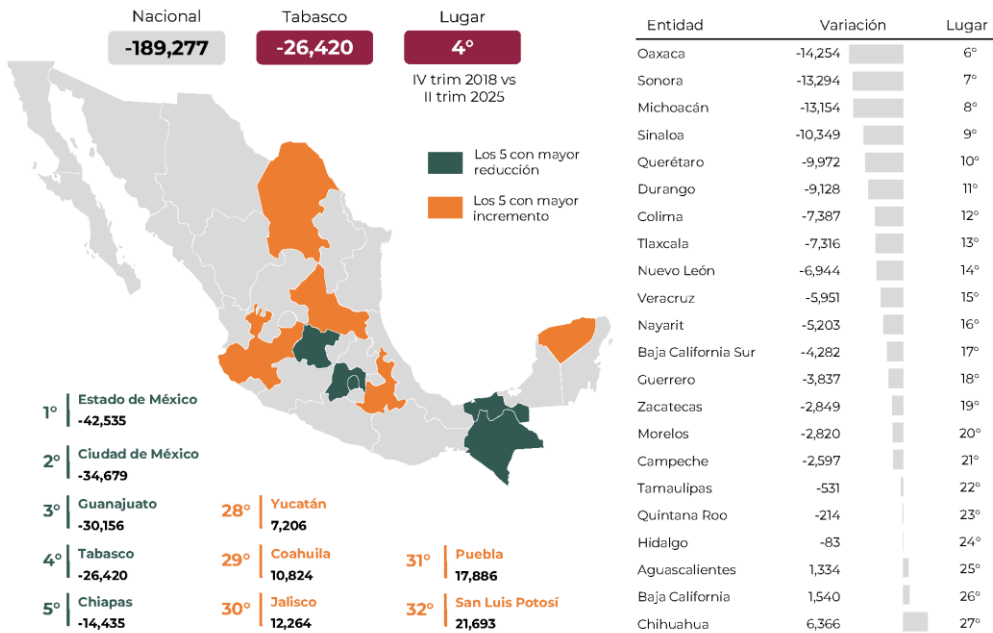 Nacional
-189,277
Tabasco
-26,420
Lugar
4°
IV trim 2018 vs
II trim 2025
Los 5 con mayor
reducción
Los 5 con mayor
incremento
1°
Estado de México
-42,535
2°
Ciudad de México
-34,679
3°
Guanajuato
-30,156
4°
Tabasco
-26,420
5°
Chiapas
-14,435
28°
Yucatán
7,206
29°
Coahuila
10,824
30°
Jalisco
12,264
31°
Puebla
17,886
32°
San Luis Potosí
21,693
Entidad Variación Lugar
Oaxaca -14,254 6°
Sonora -13,294 7°
Michoacán -13,154 8°
Sinaloa -10,349 9°
Querétaro -9,972 10°
Durango -9,128 11°
Colima -7,387 12°
Tlaxcala -7,316 13°
Nuevo León -6,944 14°
Veracruz -5,951 15°
Nayarit -5,203 16°
Baja California Sur -4,282 17°
Guerrero -3,837 18°
Zacatecas -2,849 19°
Morelos -2,820 20°
Campeche -2,597 21°
Tamaulipas -531 22°
Quintana Roo -214 23°
Hidalgo -83 24°
Aguascalientes 1,334 25°
Baja California 1,540 26°
Chihuahua 6,366 27°